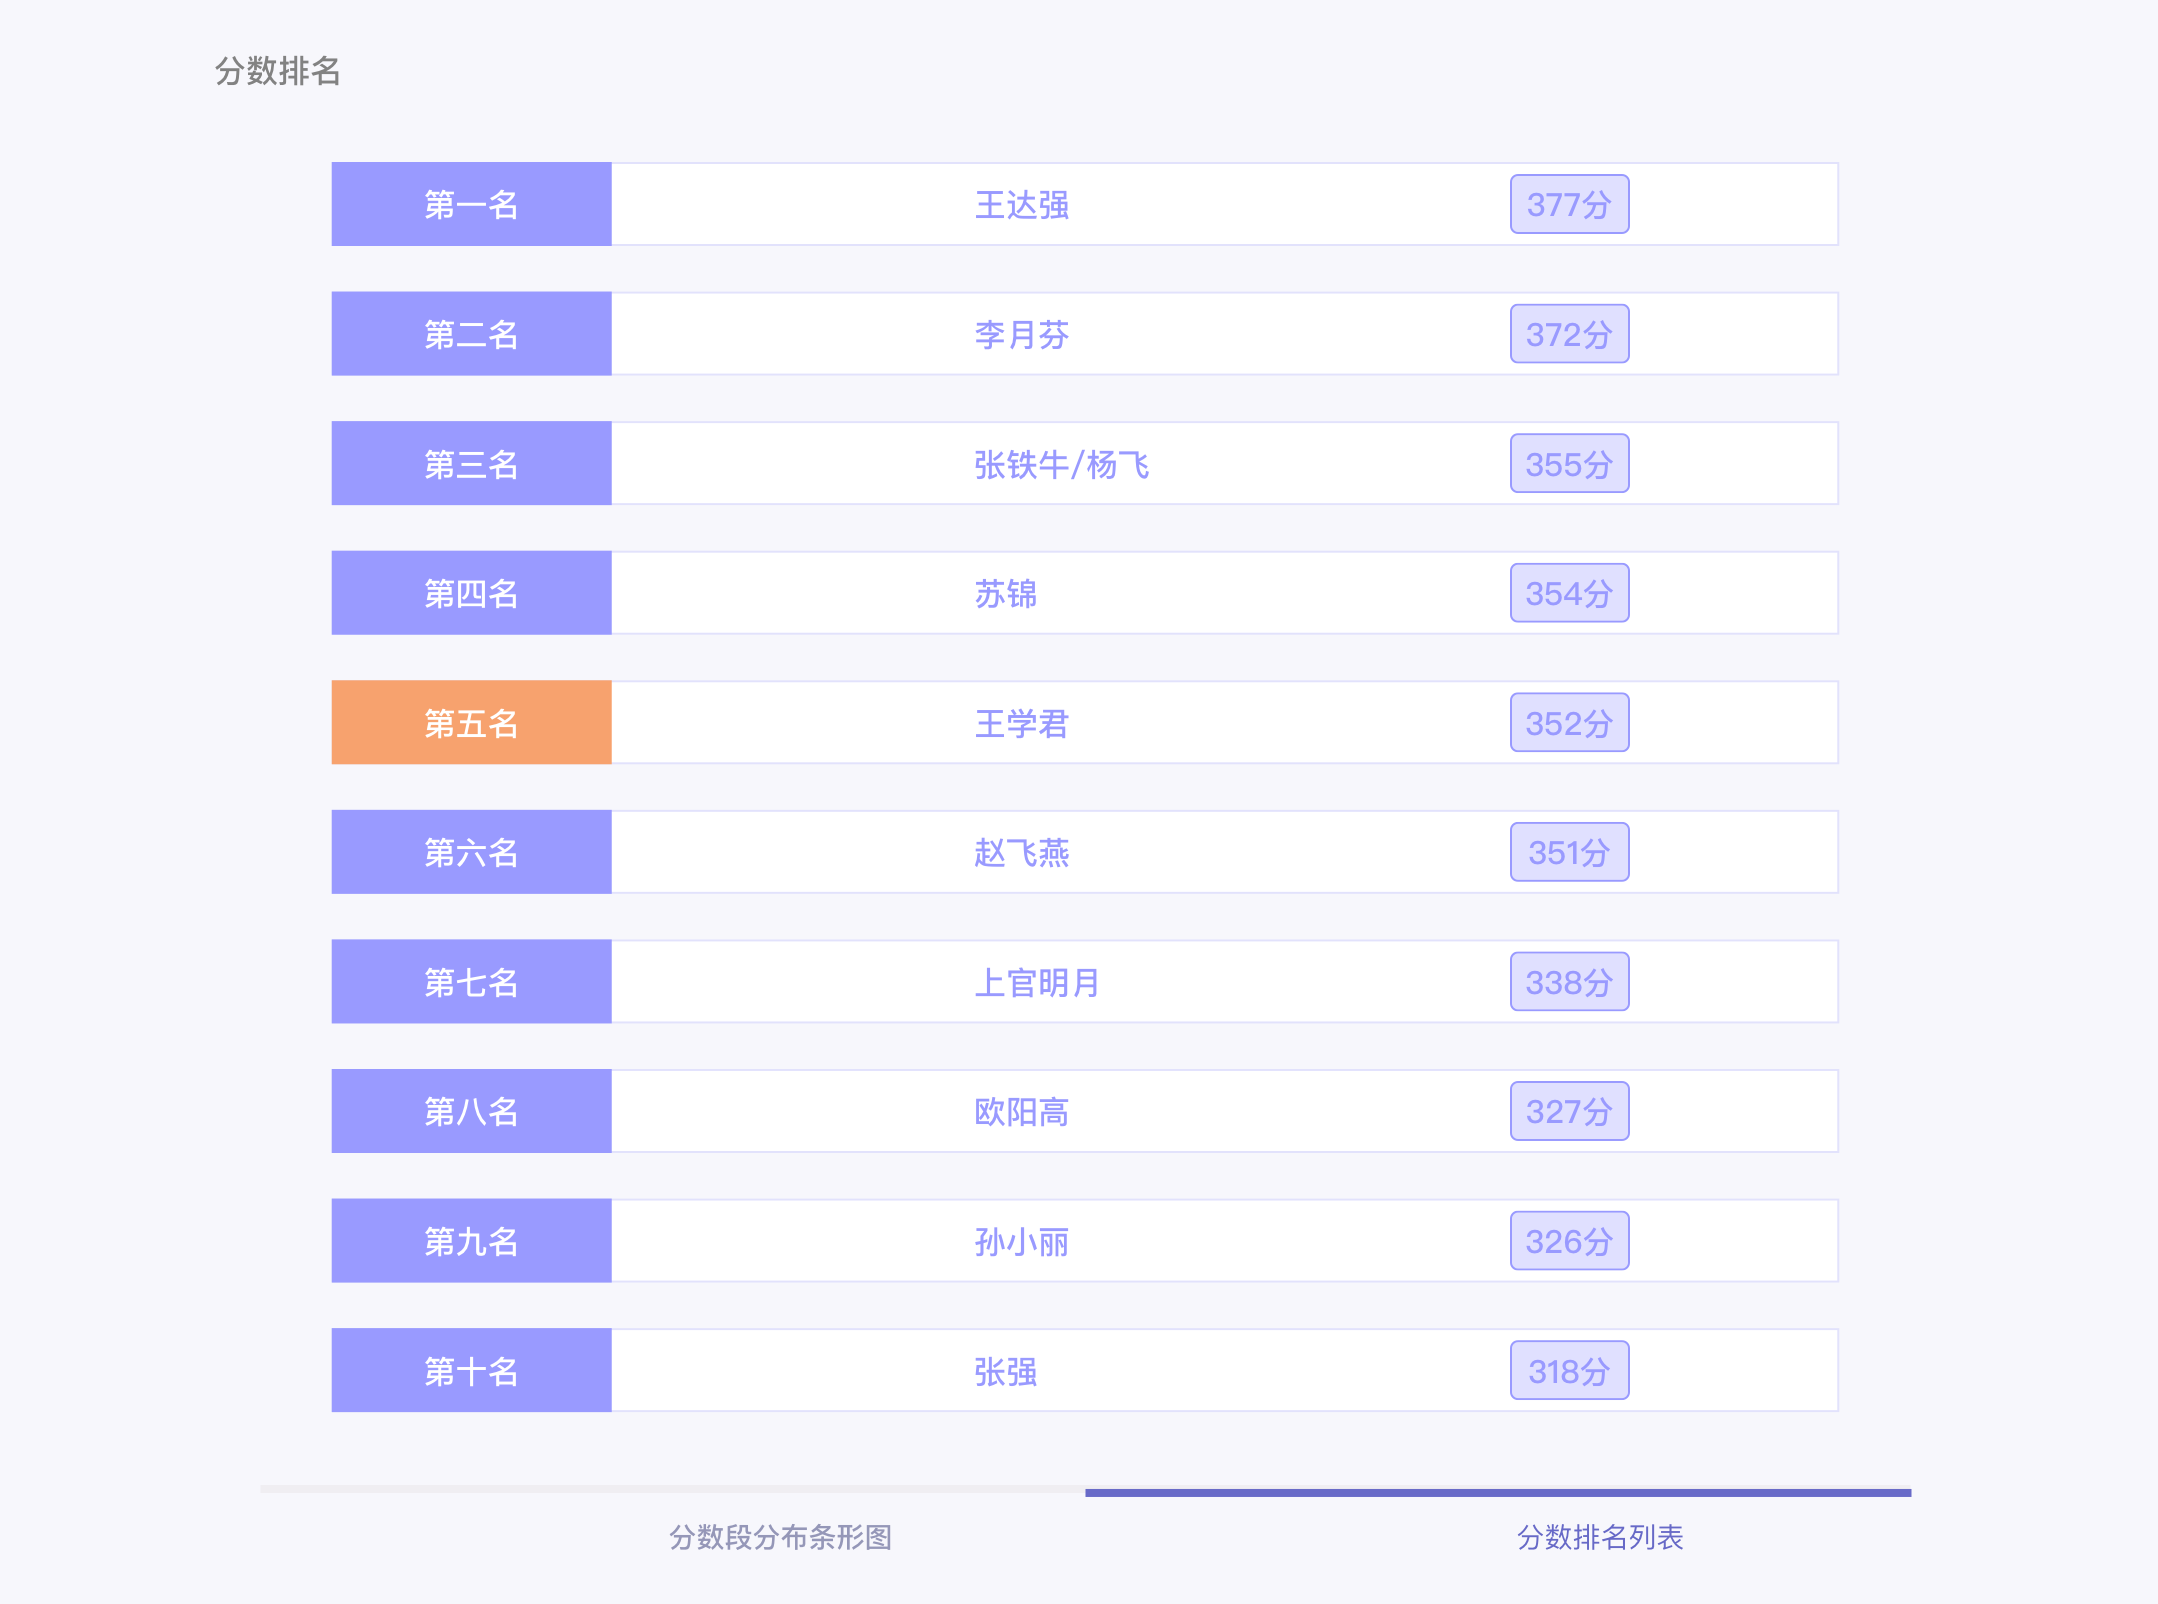 分数排名
第一名 王达强 377分
第二名 李月芬 372分
第三名 张铁牛/杨飞 355分
第四名 苏锦 354分
第五名 王学君 352分
第六名 赵飞燕 351分
第七名 上官明月 338分
第八名 欧阳高 327分
第九名 孙小丽 326分
第十名 张强 318分
分数段分布条形图 分数排名列表